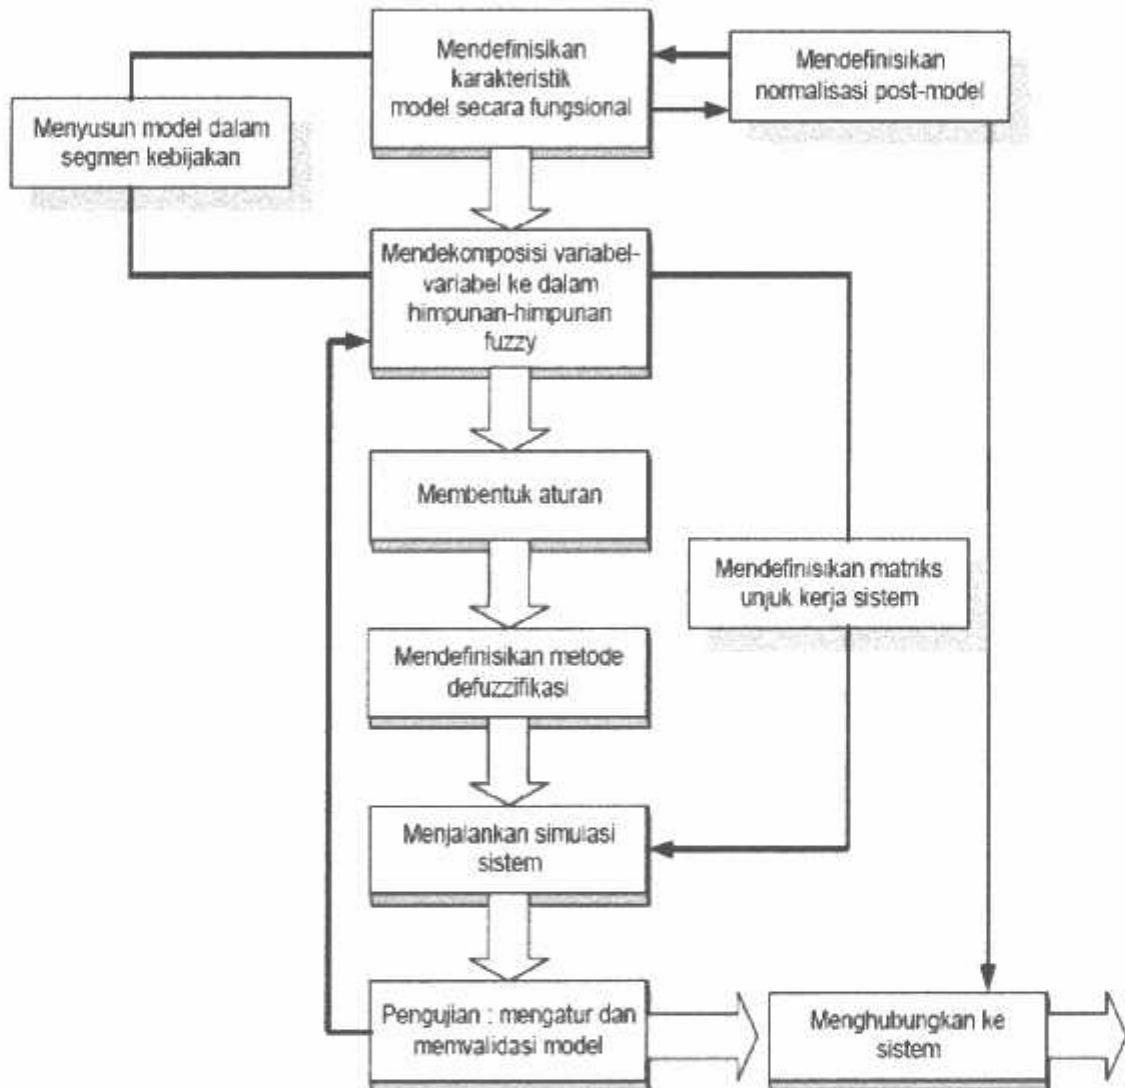 Mendefinisikan
karakteristik
model secara fungsional
Mendefinisikan
normalisasi post-model
Menyusun model dalam
segmen kebijakan
Mendekomposisi variabel-
variabel ke dalam
himpunan-himpunan
fuzzy
Membentuk aturan
Mendefinisikan matriks
unjuk kerja sistem
Mendefinisikan metode
defuzzifikasi
Menjalankan simulasi
sistem
Pengujian : mengatur dan
memvalidasi model
Menghubungkan ke
sistem